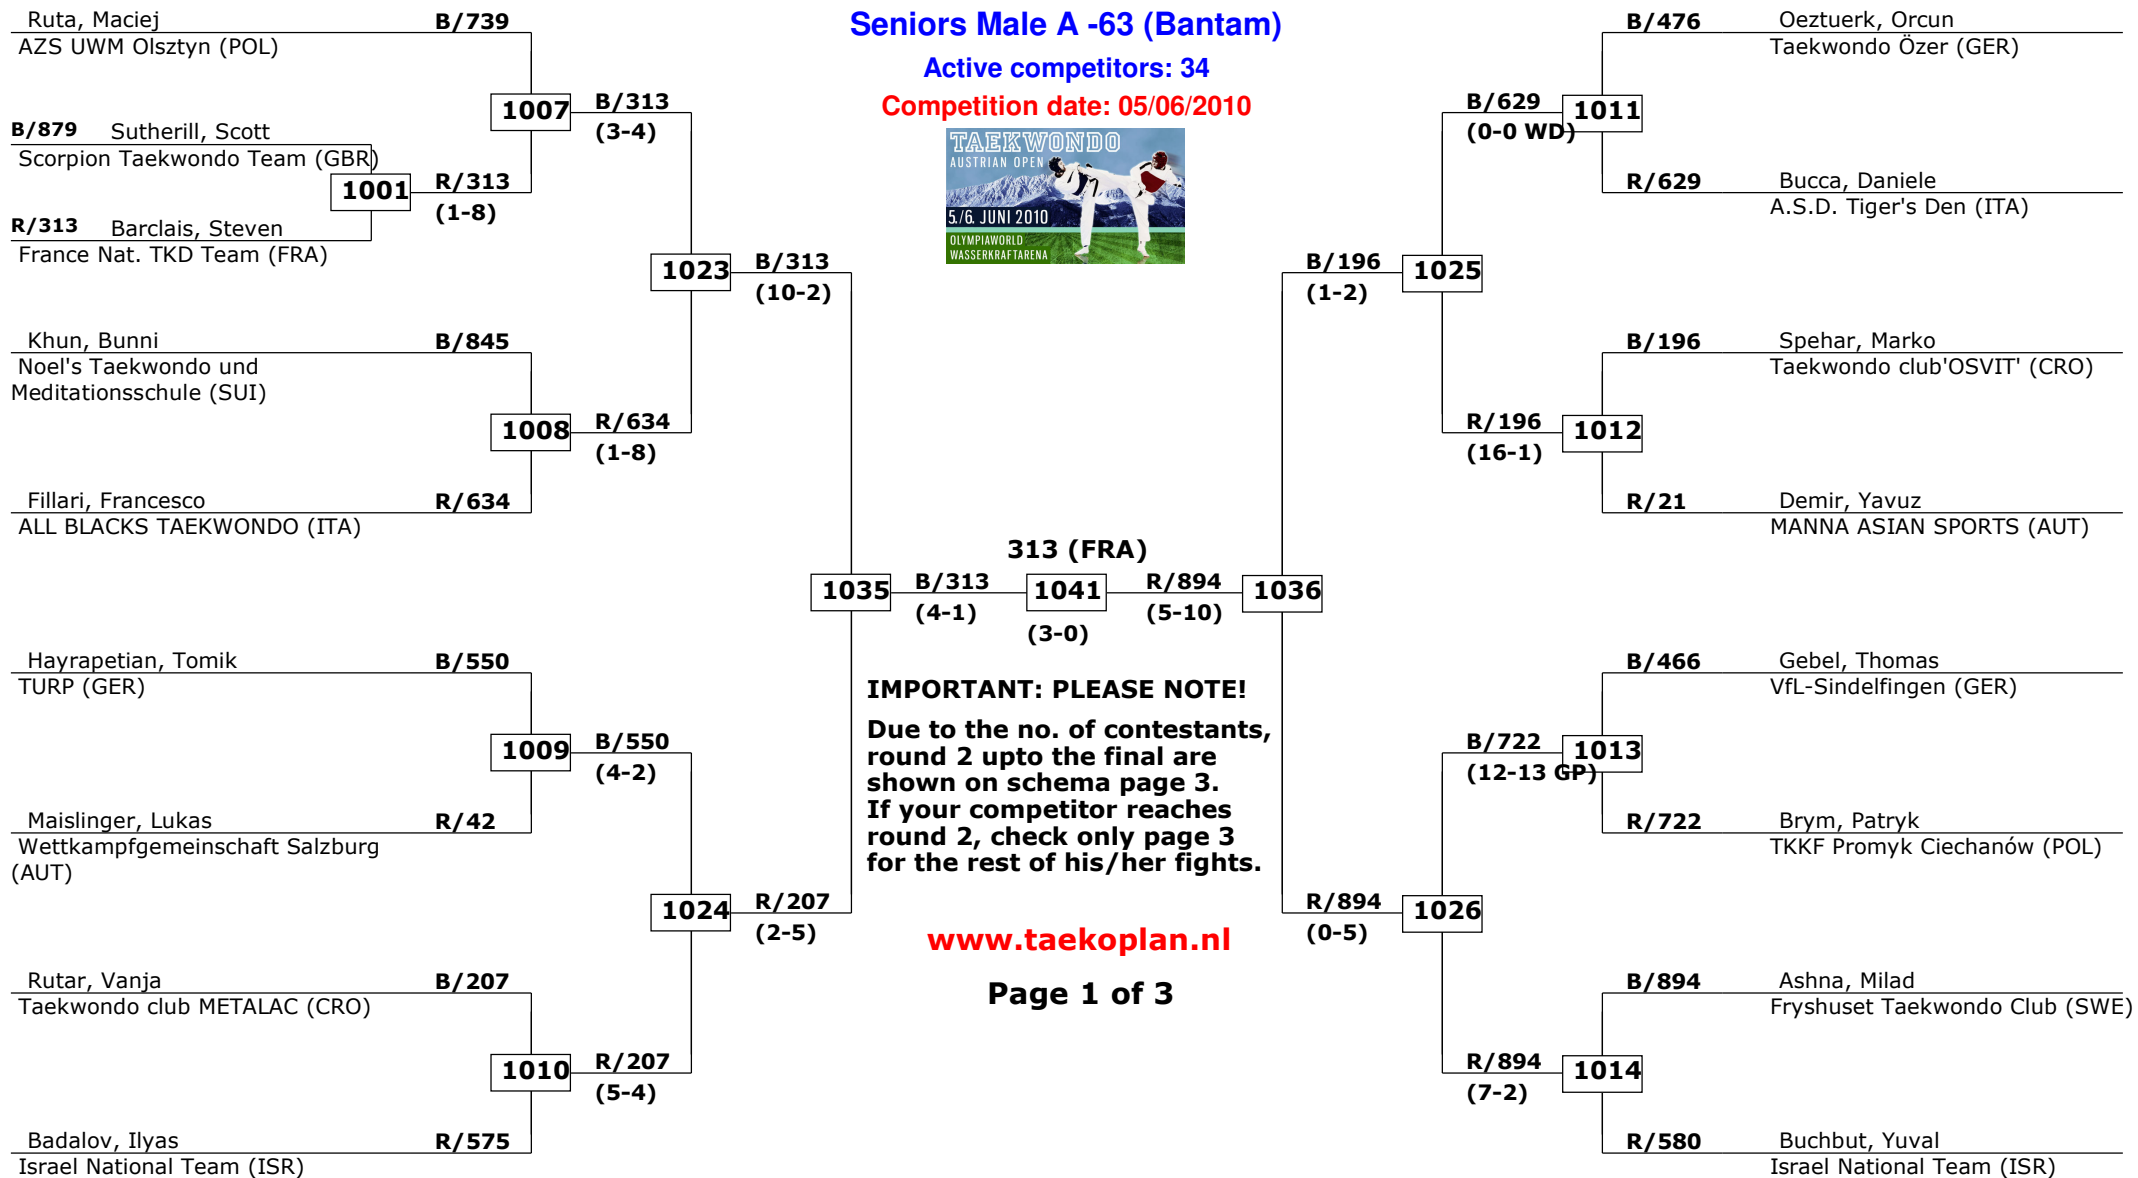 Seniors Male A -63 (Bantam)
Active competitors: 34
Competition date: 05/06/2010
TAEKWONDO
AUSTRIAN OPEN
5./6. JUNI 2010
OLYMPIAWORLD
WASSERKRAFTARENA
Ruta, Maciej B/739
AZS UWM Olsztyn (POL)
1007
B/313
(3-4)
B/879 Sutherill, Scott
Scorpion Taekwondo Team (GBR)
1001
R/313
(1-8)
R/313 Barclais, Steven
France Nat. TKD Team (FRA)
1023
B/313
(10-2)
Khun, Bunni B/845
Noel's Taekwondo und
Meditationsschule (SUI)
1008
R/634
(1-8)
Fillari, Francesco R/634
ALL BLACKS TAEKWONDO (ITA)
1035
B/313
(4-1)
Hayrapetian, Tomik B/550
TURP (GER)
1009
B/550
(4-2)
Maislinger, Lukas R/42
Wettkampfgemeinschaft Salzburg
(AUT)
1024
R/207
(2-5)
Rutar, Vanja B/207
Taekwondo club METALAC (CRO)
1010
R/207
(5-4)
Badalov, Ilyas R/575
Israel National Team (ISR)
313 (FRA)
1041
(3-0)
IMPORTANT: PLEASE NOTE!
Due to the no. of contestants,
round 2 upto the final are
shown on schema page 3.
If your competitor reaches
round 2, check only page 3
for the rest of his/her fights.
www.taekoplan.nl
Page 1 of 3
R/894
(5-10)
1036
B/476 Oeztuerk, Orcun
Taekwondo Özer (GER)
B/629
(0-0 WD)
1011
R/629 Bucca, Daniele
A.S.D. Tiger's Den (ITA)
B/196
(1-2)
1025
B/196 Spehar, Marko
Taekwondo club'OSVIT' (CRO)
R/196
(16-1)
1012
R/21 Demir, Yavuz
MANNA ASIAN SPORTS (AUT)
B/466 Gebel, Thomas
VfL-Sindelfingen (GER)
B/722
(12-13 GP)
1013
R/722 Brym, Patryk
TKKF Promyk Ciechanów (POL)
R/894
(0-5)
1026
B/894 Ashna, Milad
Fryshuset Taekwondo Club (SWE)
R/894
(7-2)
1014
R/580 Buchbut, Yuval
Israel National Team (ISR)